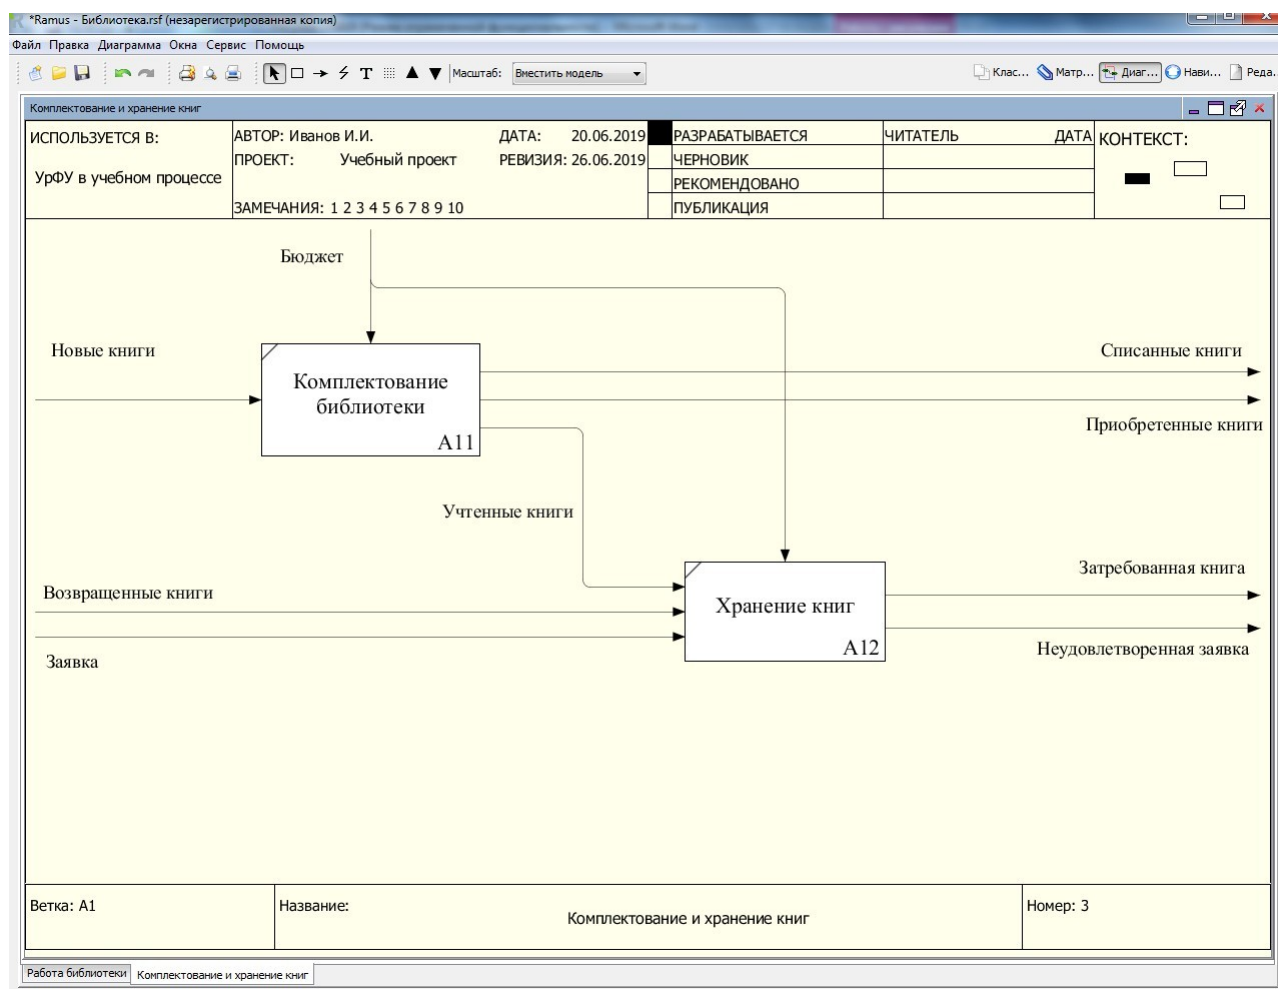 *Ramus - Библиотека.rsf (незарегистрированная копия)
Файл Правка Диаграмма Окна Сервис Помощь
Масштаб: Вместить модель Клас... Матр... Диаг... Нави... Реда...
Комплектование и хранение книг
ИСПОЛЬЗУЕТСЯ В: АВТОР: Иванов И.И. ДАТА: 20.06.2019 РАЗРАБАТЫВАЕТСЯ ЧИТАТЕЛЬ ДАТА КОНТЕКСТ:
ПРОЕКТ: Учебный проект РЕВИЗИЯ: 26.06.2019 ЧЕРНОВИК
УрФУ в учебном процессе РЕКОМЕНДОВАНО
ЗАМЕЧАНИЯ: 1 2 3 4 5 6 7 8 9 10 ПУБЛИКАЦИЯ
Бюджет
Новые книги
Списанные книги
Комплектование
библиотеки
A11
Приобретенные книги
Учтенные книги
Затребованная книга
Возвращенные книги
Хранение книг
A12
Неудовлетворенная заявка
Заявка
Ветка: A1 Название: Номер: 3
Комплектование и хранение книг
Работа библиотеки Комплектование и хранение книг